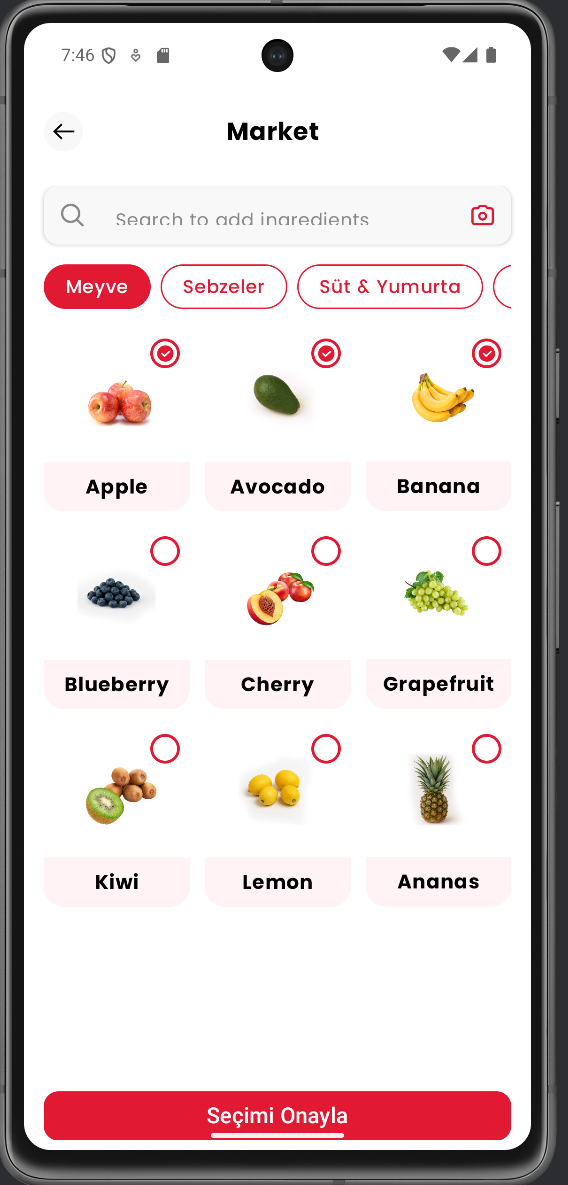 7:46
Market
Search to add ingredients
Meyve
Sebzeler
Süt & Yumurta
Apple
Avocado
Banana
Blueberry
Cherry
Grapefruit
Kiwi
Lemon
Ananas
Seçimi Onayla